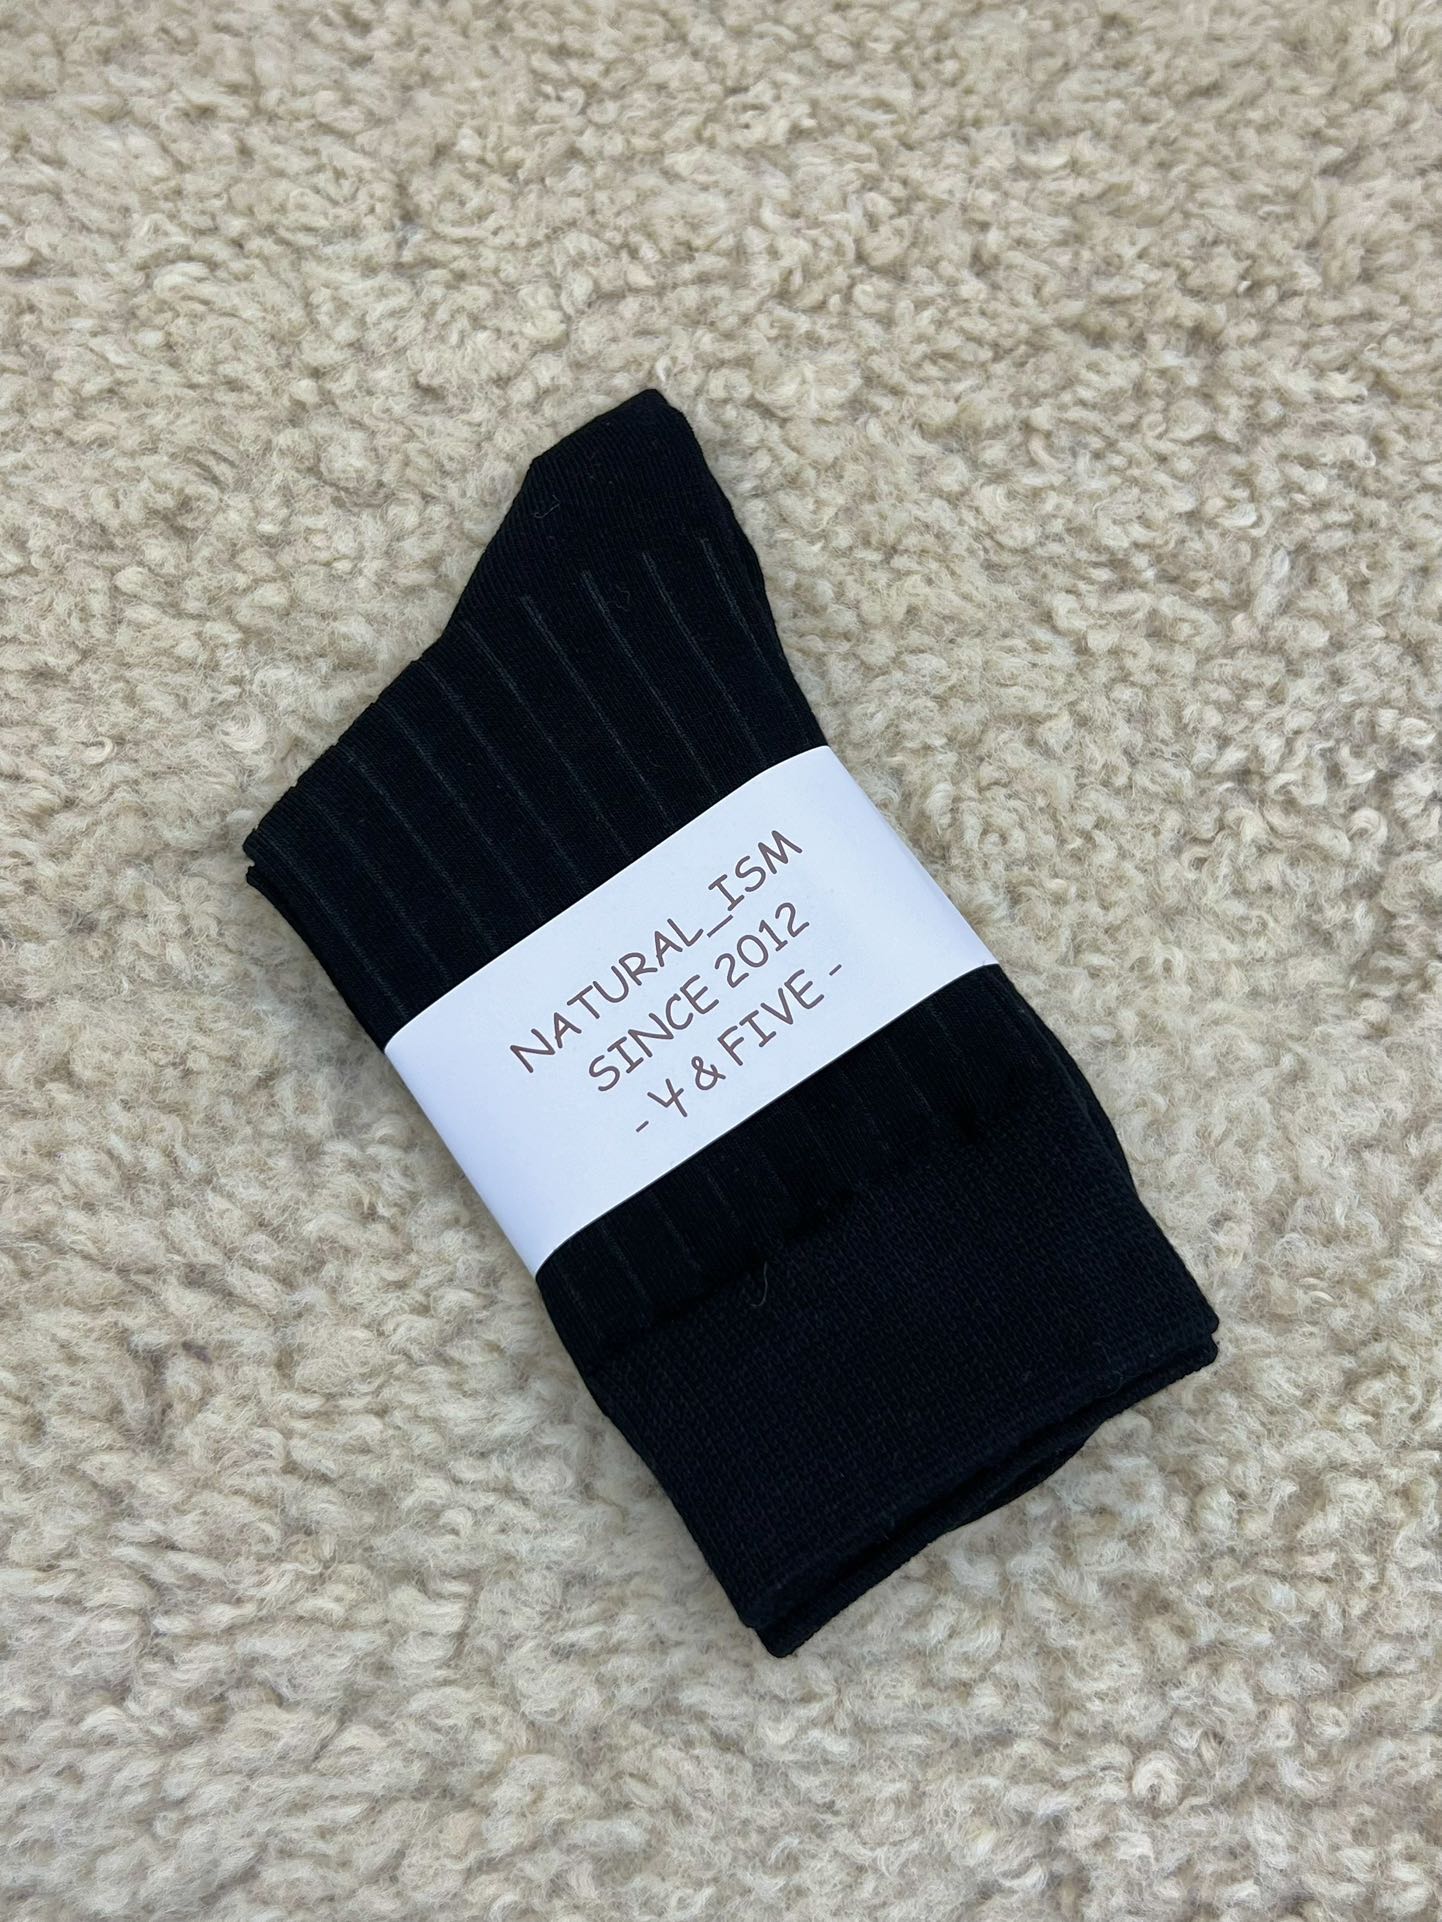 NATURAL_ISM
SINCE 2012
- 4 & FIVE -